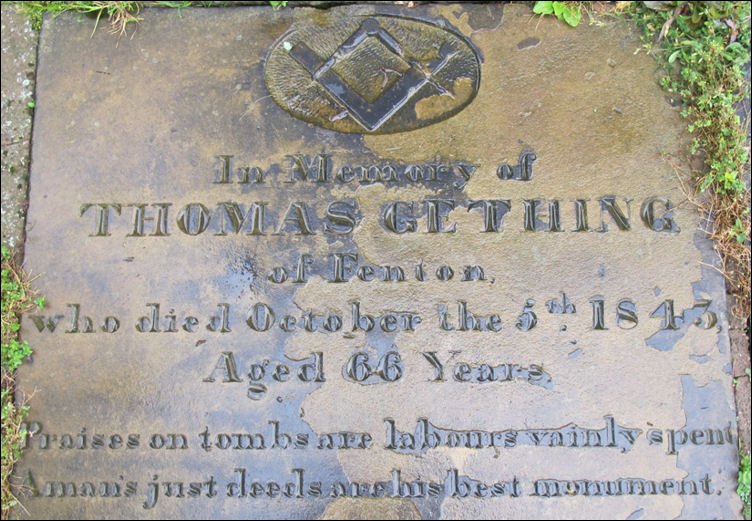 In Memory of
THOMAS GETHING
of Fenton,
who died October the 5th 1843,
Aged 66 Years.
Praises on tombs are labours vainly spent
A man's just deeds are his best monument.